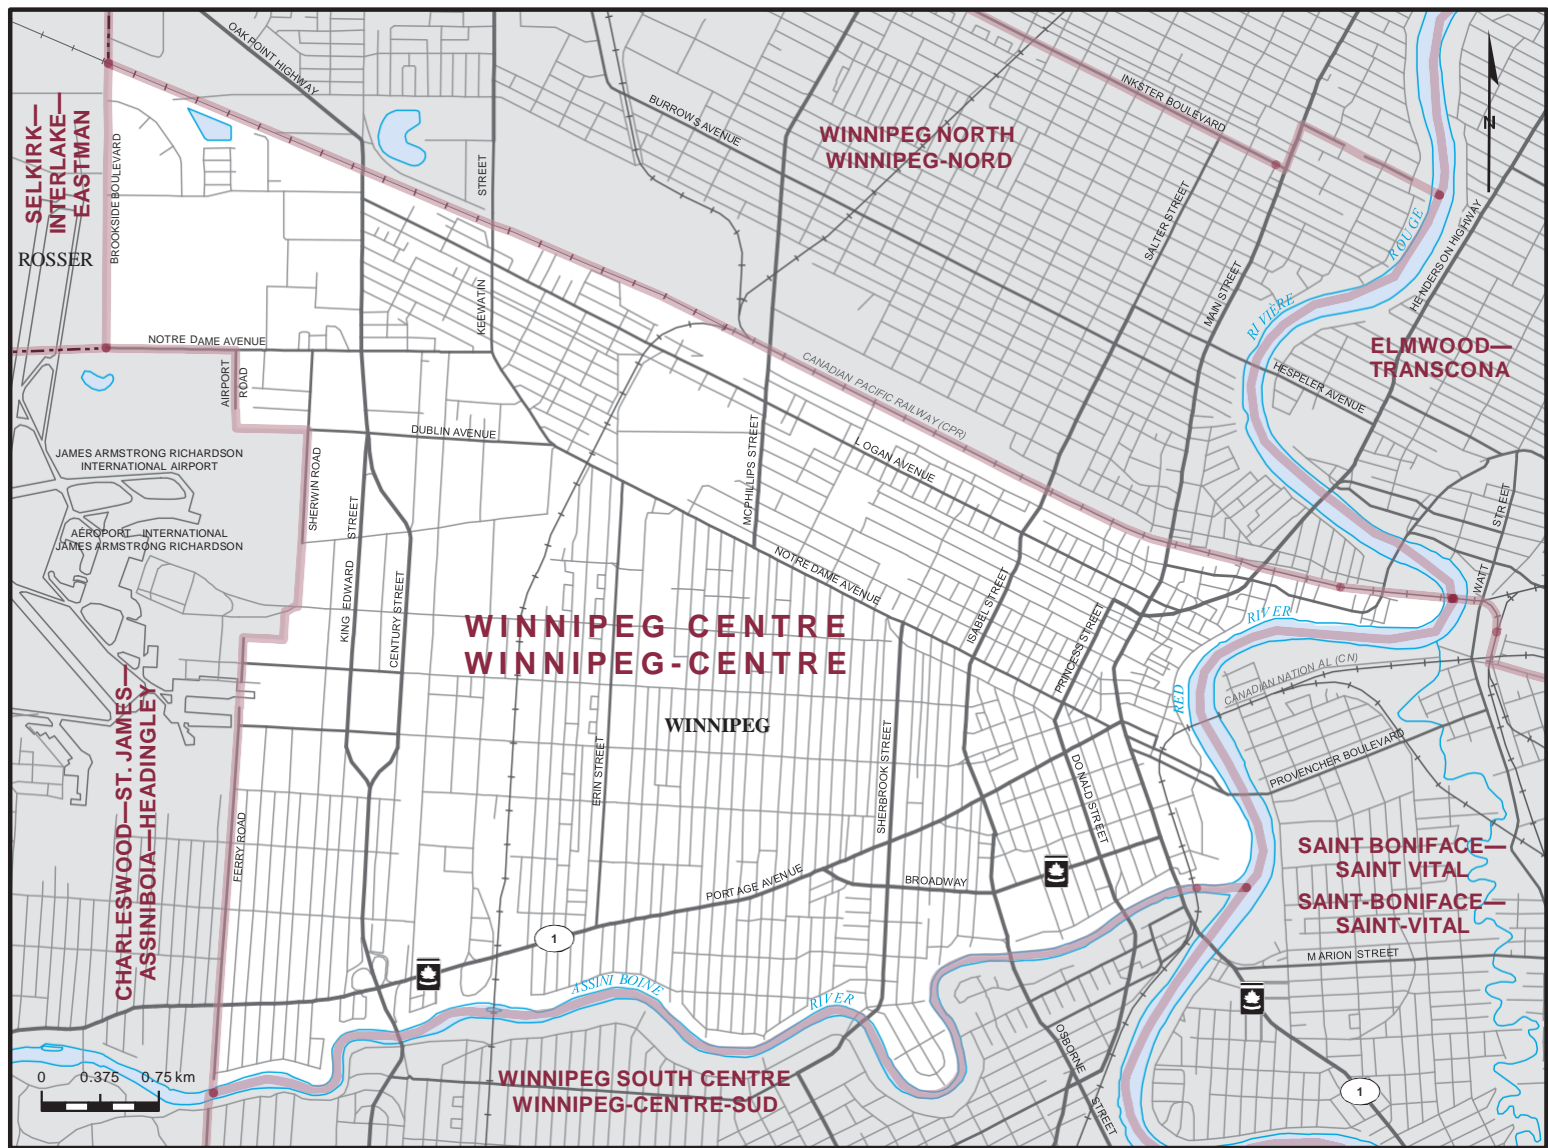 OAK POINT HIGHWAY
BURROWS AVENUE
INKSTER BOULEVARD
N
WINNIPEG NORTH
WINNIPEG-NORD
SELKIRK—
INTERLAKE—
EASTMAN
ROSSER
BROOKSIDE BOULEVARD
KEEWATIN
STREET
SALTER STREET
MAIN STREET
RIVIÈRE
ROUGE
HENDERSON HIGHWAY
ELMWOOD—
TRANSCONA
HESPELER AVENUE
NOTRE DAME AVENUE
AIRPORT
ROAD
CANADIAN PACIFIC RAILWAY (CPR)
DUBLIN AVENUE
LOGAN AVENUE
MCPHILLIPS STREET
JAMES ARMSTRONG RICHARDSON
INTERNATIONAL AIRPORT
AÉROPORT INTERNATIONAL
JAMES ARMSTRONG RICHARDSON
SHERWIN ROAD
KING EDWARD
STREET
CENTURY STREET
NOTRE DAME AVENUE
ISABEL STREET
PRINCESS STREET
WATT
STREET
WINNIPEG CENTRE
WINNIPEG-CENTRE
WINNIPEG
RED
RIVER
CANADIAN NATIONAL (CN)
PROVENCHER BOULEVARD
CHARLESWOOD—ST. JAMES—
ASSINIBOIA—HEADINGLEY
FERRY ROAD
ERIN STREET
SHERBROOK STREET
DONALD STREET
PORTAGE AVENUE
BROADWAY
SAINT BONIFACE—
SAINT VITAL
SAINT-BONIFACE—
SAINT-VITAL
MARION STREET
1
ASSINIBOINE
RIVER
OSBORNE
STREET
1
WINNIPEG SOUTH CENTRE
WINNIPEG-CENTRE-SUD
0 0.375 0.75 km